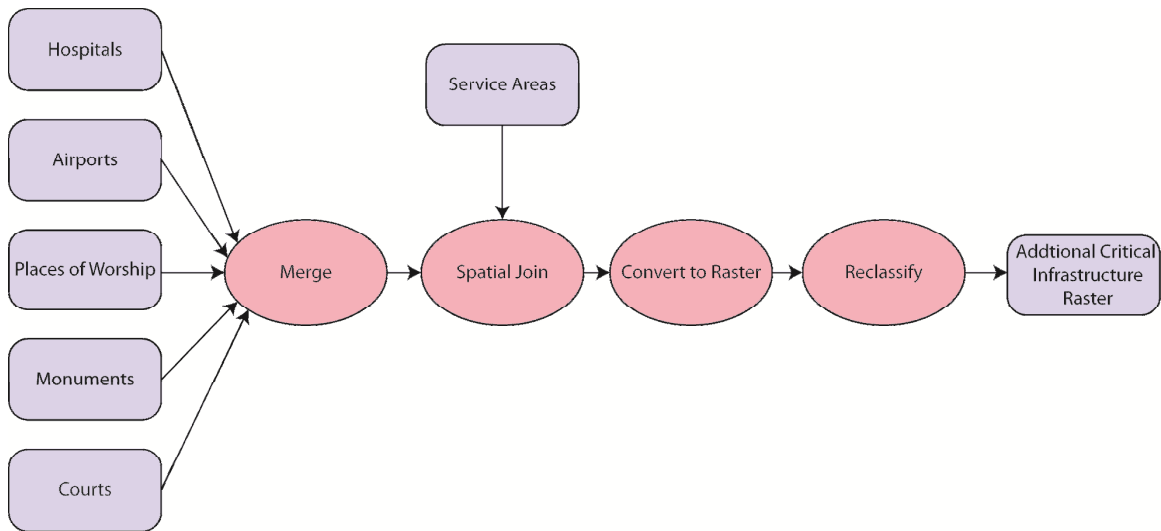 Hospitals
Service Areas
Airports
Places of Worship
Merge
Spatial Join
Convert to Raster
Reclassify
Addtional Critical
Infrastructure
Raster
Monuments
Courts